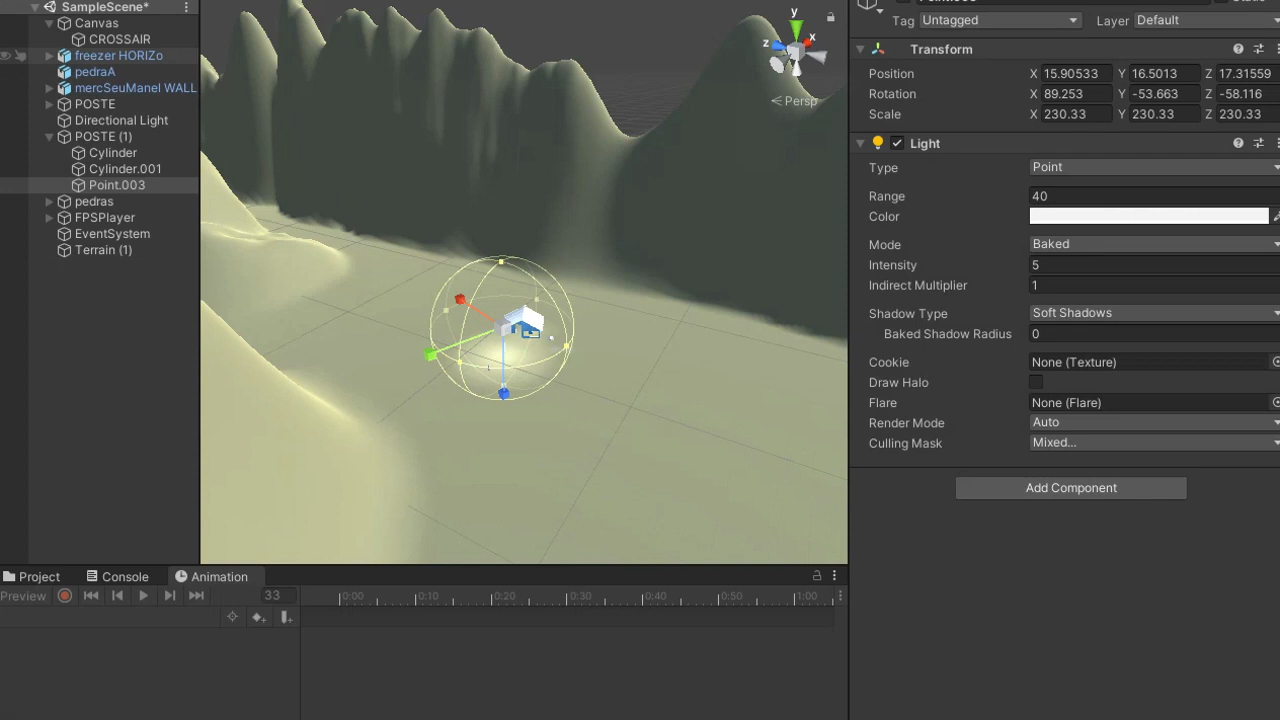 SampleScene*
Canvas
CROSSAIR
freezer HORIZo
pedraA
mercSeuManel WALL
POSTE
Directional Light
POSTE (1)
Cylinder
Cylinder.001
Point.003
pedras
FPSPlayer
EventSystem
Terrain (1)
y
x
z
Persp
Tag Untagged Layer Default
Transform
Position X 15.90533 Y 16.5013 Z 17.31559
Rotation X 89.253 Y -53.663 Z -58.116
Scale X 230.33 Y 230.33 Z 230.33
Light
Type Point
Range 40
Color
Mode Baked
Intensity 5
Indirect Multiplier 1
Shadow Type Soft Shadows
Baked Shadow Radius 0
Cookie None (Texture)
Draw Halo
Flare None (Flare)
Render Mode Auto
Culling Mask Mixed...
Add Component
Project Console Animation
Preview 33 0:00 0:10 0:20 0:30 0:40 0:50 1:00